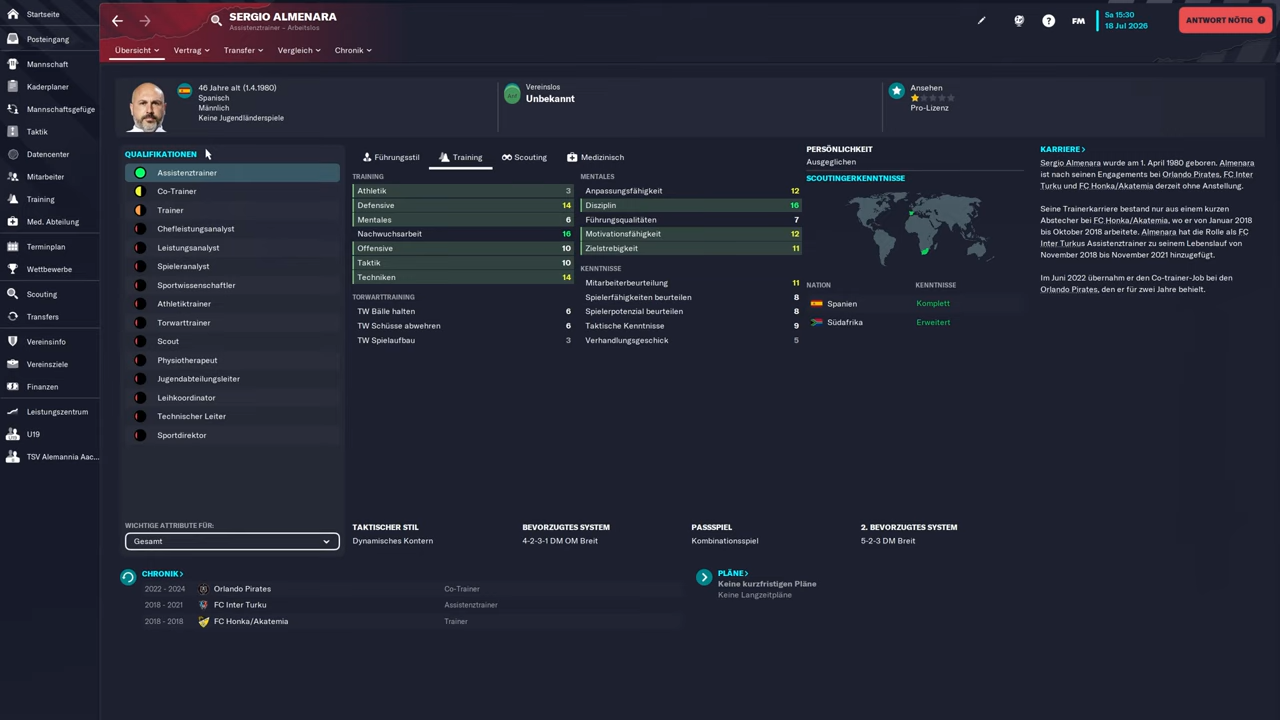 Startseite
Posteingang
Mannschaft
Kaderplaner
Mannschaftsgefüge
Taktik
Datencenter
Mitarbeiter
Training
Med. Abteilung
Terminplan
Wettbewerbe
Scouting
Transfers
Vereinsinfo
Vereinsziele
Finanzen
Leistungszentrum
U19
TSV Alemannia Aac...
SERGIO ALMENARA
Assistenztrainer - Arbeitslos
FM
Sa 15:30
18 Jul 2026
ANTWORT NÖTIG
Übersicht
Vertrag
Transfer
Vergleich
Chronik
46 Jahre alt (1.4.1980)
Spanisch
Männlich
Keine Jugendländerspiele
Vereinslos
Unbekannt
Ansehen
Pro-Lizenz
QUALIFIKATIONEN
Assistenztrainer
Co-Trainer
Trainer
Chefleistungsanalyst
Leistungsanalyst
Spieleranalyst
Sportwissenschaftler
Athletiktrainer
Torwarttrainer
Scout
Physiotherapeut
Jugendabteilungsleiter
Leihkoordinator
Technischer Leiter
Sportdirektor
WICHTIGE ATTRIBUTE FÜR:
Gesamt
Führungsstil
Training
Scouting
Medizinisch
TRAINING
Athletik 3
Defensive 14
Mentales 6
Nachwuchsarbeit 16
Offensive 10
Taktik 10
Techniken 14
TORWARTTRAINING
TW Bälle halten 6
TW Schüsse abwehren 6
TW Spielaufbau 3
MENTALES
Anpassungsfähigkeit 12
Disziplin 16
Führungsqualitäten 7
Motivationsfähigkeit 12
Zielstrebigkeit 11
KENNTNISSE
Mitarbeiterbeurteilung 11
Spielerfähigkeiten beurteilen 8
Spielerpotenzial beurteilen 8
Taktische Kenntnisse 9
Verhandlungsgeschick 5
PERSÖNLICHKEIT
Ausgeglichen
SCOUTINGERKENNTNISSE
NATION KENNTNISSE
Spanien Komplett
Südafrika Erweitert
KARRIERE >
Sergio Almenara wurde am 1. April 1980 geboren. Almenara
ist nach seinen Engagements bei Orlando Pirates, FC Inter
Turku und FC Honka/Akatemia derzeit ohne Anstellung.
Seine Trainerkarriere bestand nur aus einem kurzen
Abstecher bei FC Honka/Akatemia, wo er von Januar 2018
bis Oktober 2018 arbeitete. Almenara hat die Rolle als FC
Inter Turkus Assistenztrainer zu seinem Lebenslauf von
November 2018 bis November 2021 hinzugefügt.
Im Juni 2022 übernahm er den Co-trainer-Job bei den
Orlando Pirates, den er für zwei Jahre behielt.
TAKTISCHER STIL
Dynamisches Kontern
BEVORZUGTES SYSTEM
4-2-3-1 DM OM Breit
PASSSPIEL
Kombinationsspiel
2. BEVORZUGTES SYSTEM
5-2-3 DM Breit
CHRONIK >
2022 - 2024 Orlando Pirates Co-Trainer
2018 - 2021 FC Inter Turku Assistenztrainer
2018 - 2018 FC Honka/Akatemia Trainer
PLÄNE >
Keine kurzfristigen Pläne
Keine Langzeitpläne